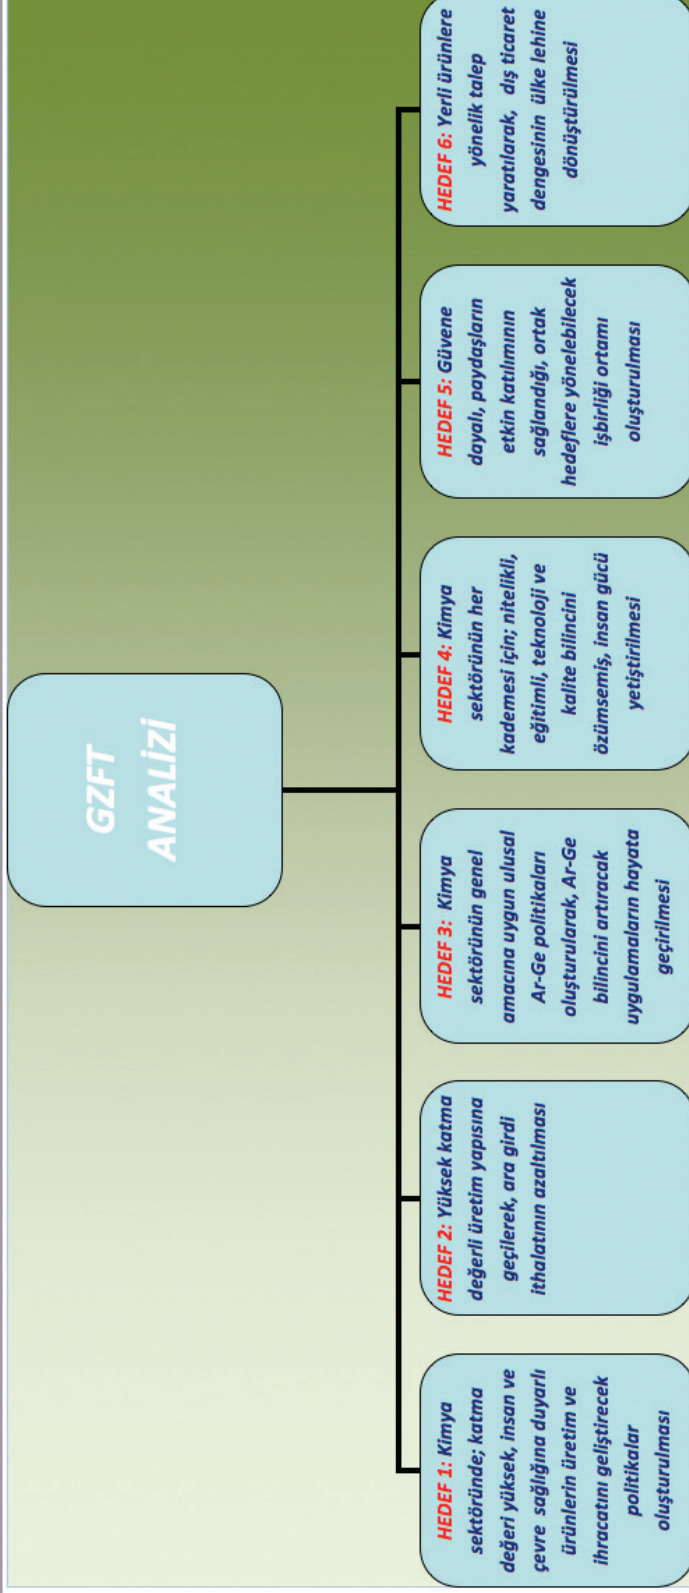 GZFT
ANALİZİ
HEDEF 1: Kimya
sektöründe; katma
değeri yüksek, insan ve
çevre sağlığına duyarlı
ürünlerin üretim ve
ihracatını geliştirecek
politikalar
oluşturulması
HEDEF 2: Yüksek katma
değerli üretim yapısına
geçilerek, ara girdi
ithalatının azaltılması
HEDEF 3: Kimya
sektörünün genel
amacına uygun ulusal
Ar-Ge politikaları
oluşturularak, Ar-Ge
bilincini artıracak
uygulamaların hayata
geçirilmesi
HEDEF 4: Kimya
sektörünün her
kademesi için; nitelikli,
eğitimli, teknoloji ve
kalite bilincini
özümsemiş, insan gücü
yetiştirilmesi
HEDEF 5: Güvene
dayalı, paydaşların
etkin katılımının
sağlandığı, ortak
hedeflere yönelebilecek
işbirliği ortamı
oluşturulması
HEDEF 6: Yerli ürünlere
yönelik talep
yaratılarak, dış ticaret
dengesinin ülke lehine
dönüştürülmesi